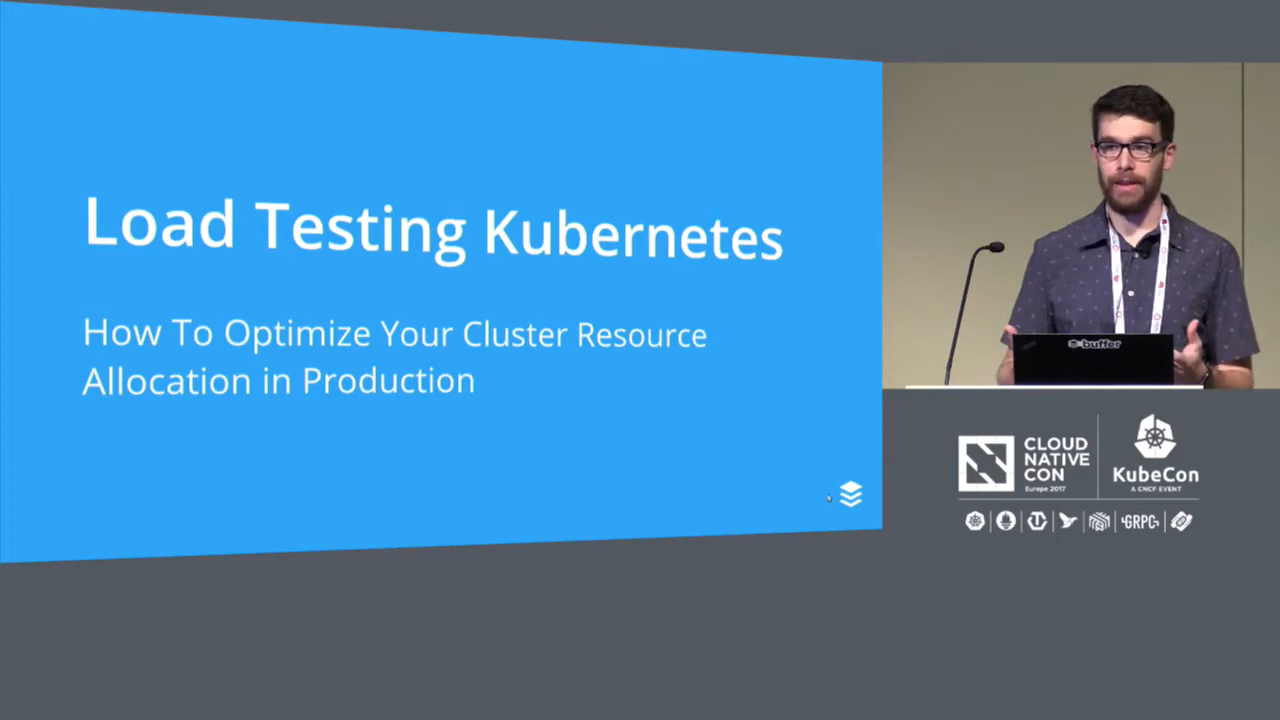 Load Testing Kubernetes
How To Optimize Your Cluster Resource
Allocation in Production
buffer
CLOUD
NATIVE
CON
Europe 2017
KubeCon
A CNCF EVENT
GRPC